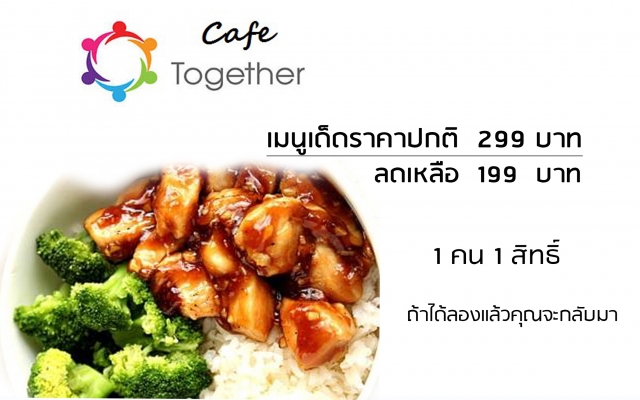 Cafe
Together
เมนูเด็ดราคาปกติ 299 บาท
ลดเหลือ 199 บาท
1 คน 1 สิทธิ์
ถ้าได้ลองแล้วคุณจะกลับมา